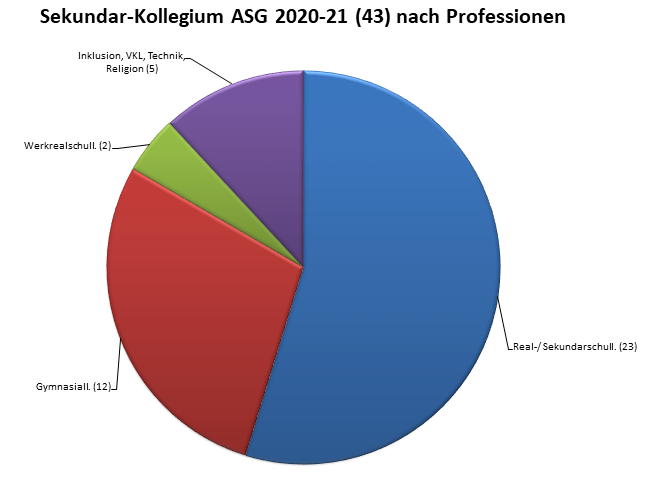 Sekundar-Kollegium ASG 2020-21 (43) nach Professionen
Inklusion, VKL, Technik,
Religion (5)
Werkrealschull. (2)
Real-/ Sekundarschull. (23)
Gymnasiall. (12)